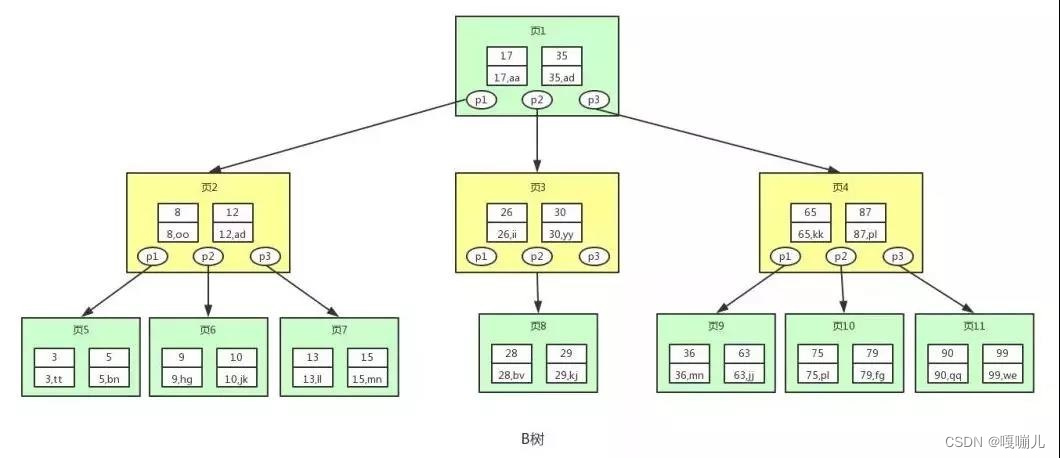 页1
17 35
17,aa 35,ad
p1 p2 p3
页2 页3 页4
8 12 26 30 65 87
8,oo 12,ad 26,ii 30,yy 65,kk 87,pl
p1 p2 p3 p1 p2 p3 p1 p2 p3
页5 页6 页7 页8 页9 页10 页11
3 5 9 10 13 15 28 29 36 63 75 79 90 99
3,tt 5,bn 9,hg 10,jk 13,ll 15,mn 28,bv 29,kj 36,mn 63,jj 75,pl 79,fg 90,qq 99,we
B树
CSDN @嘎嘣儿